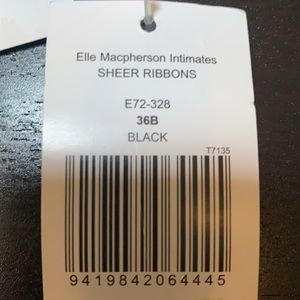 Elle Macpherson Intimates
SHEER RIBBONS
E72-328
36B
BLACK
T7135
9419842064445